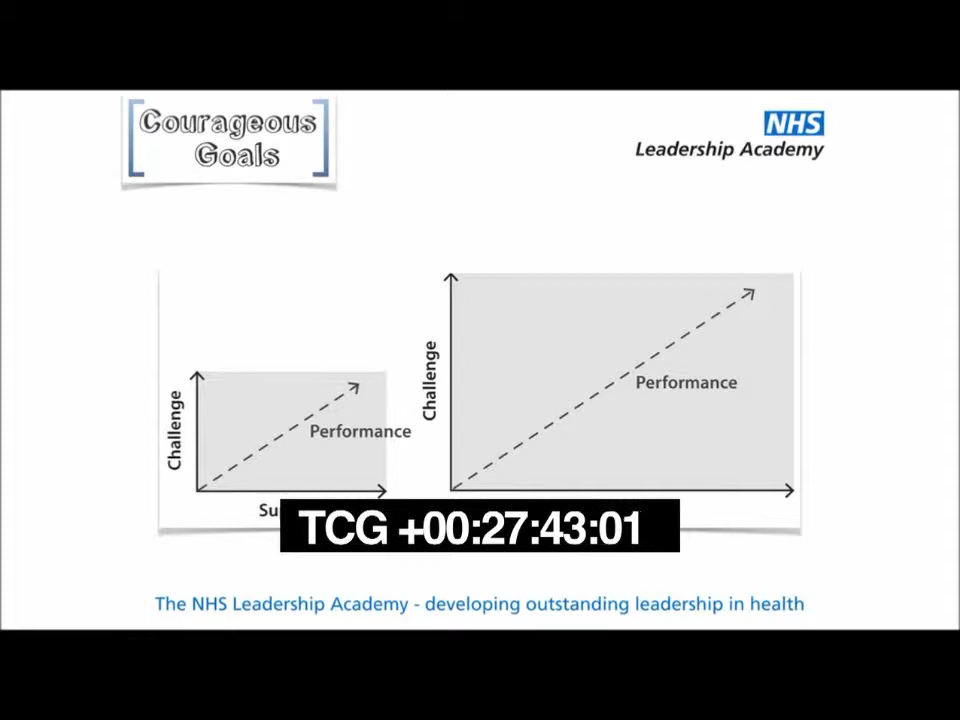 Courageous
Goals
NHS
Leadership Academy
Challenge
Performance
Challenge
Performance
TCG +00:27:43:01
The NHS Leadership Academy - developing outstanding leadership in health